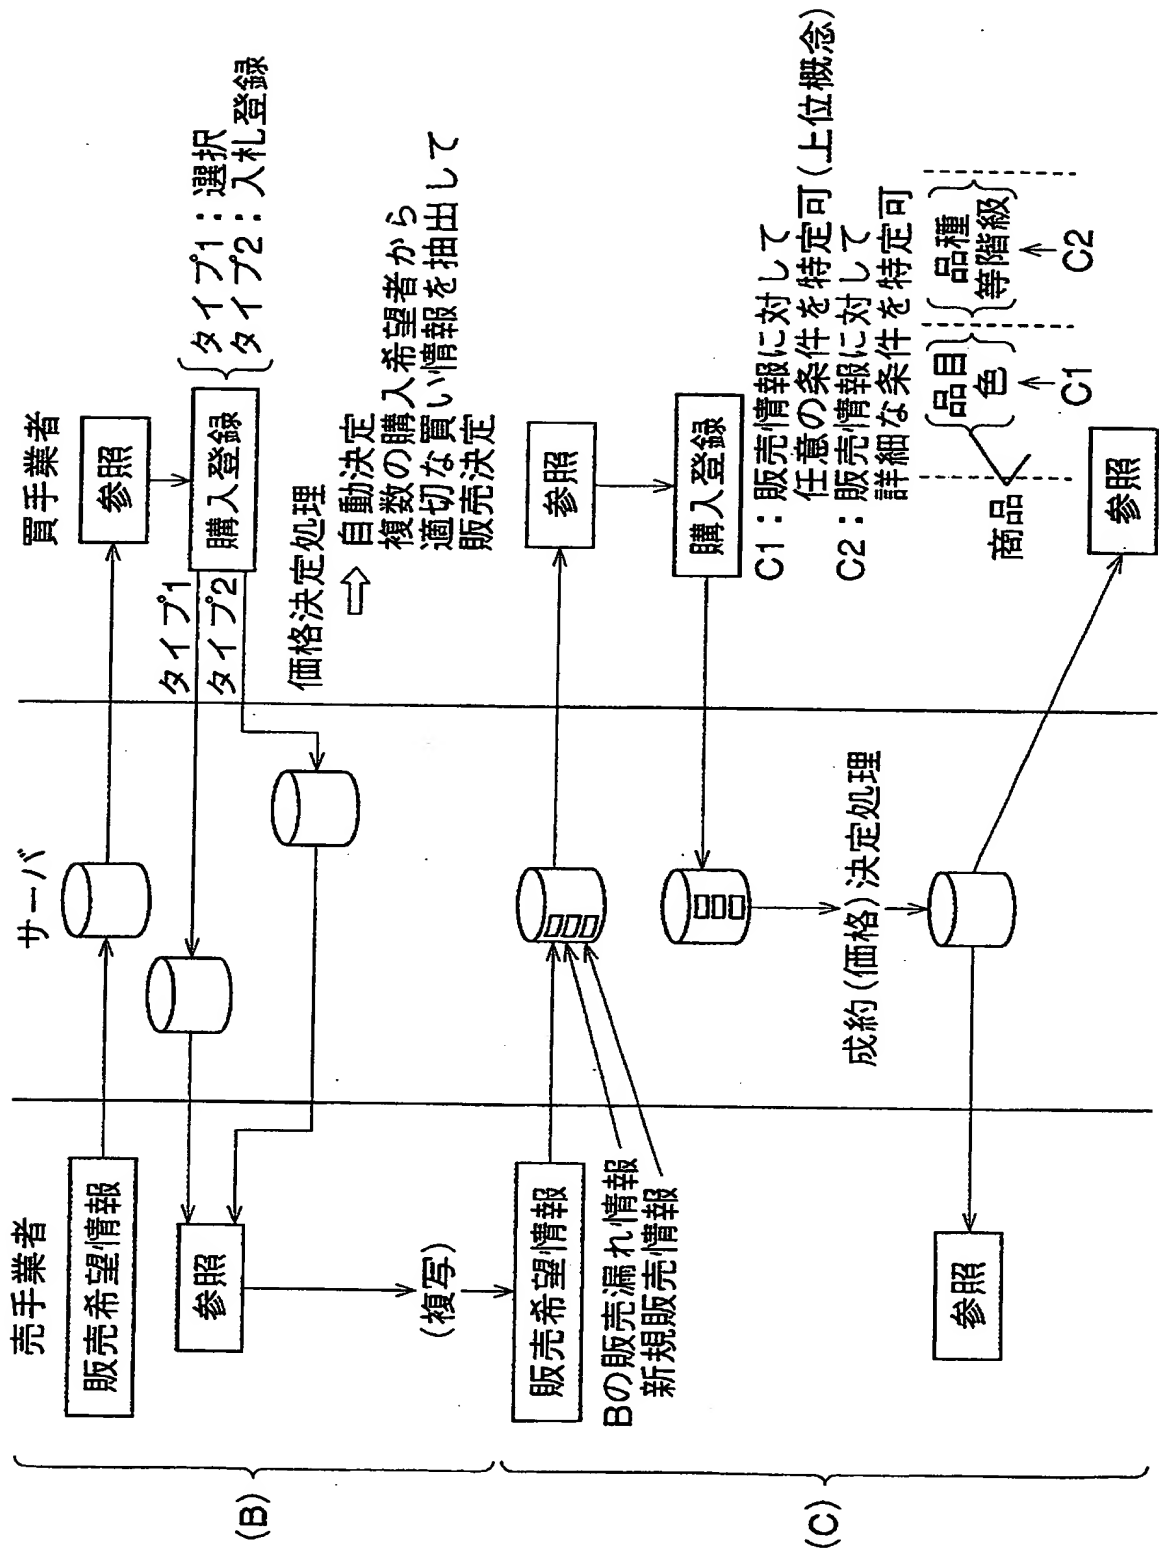 売手業者
サーバ
買手業者
(B)
販売希望情報
参照
参照
購入登録
タイプ1：選択
タイプ2：入札登録
タイプ1
タイプ2
価格決定処理
自動決定
複数の購入希望者から
適切な買い情報を抽出して
販売決定
(複写)
(C)
販売希望情報
Bの販売漏れ情報
新規販売情報
参照
購入登録
C1：販売情報に対して
任意の条件を特定可(上位概念)
C2：販売情報に対して
詳細な条件を特定可
商品
品目
色
品種
等階級
C1
C2
成約(価格)決定処理
参照
参照